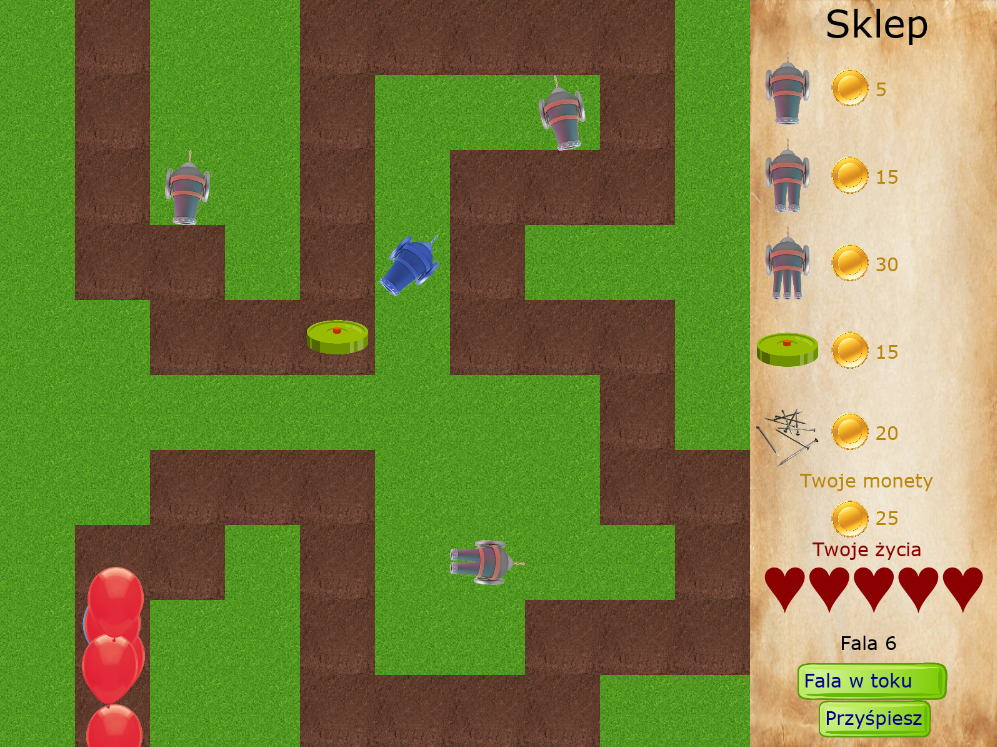 Sklep
5
15
30
15
20
Twoje monety
25
Twoje życia
Fala 6
Fala w toku
Przyśpiesz